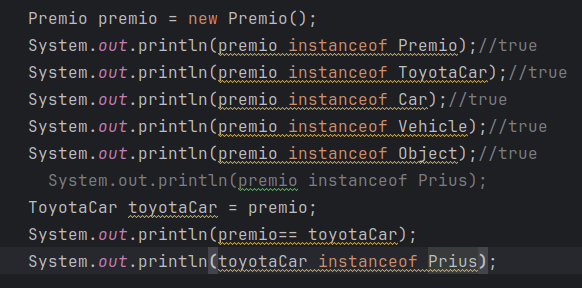 Premio premio = new Premio();
System.out.println(premio instanceof Premio);//true
System.out.println(premio instanceof ToyotaCar);//true
System.out.println(premio instanceof Car);//true
System.out.println(premio instanceof Vehicle);//true
System.out.println(premio instanceof Object);//true
System.out.println(premio instanceof Prius);
ToyotaCar toyotaCar = premio;
System.out.println(premio== toyotaCar);
System.out.println(toyotaCar instanceof Prius);